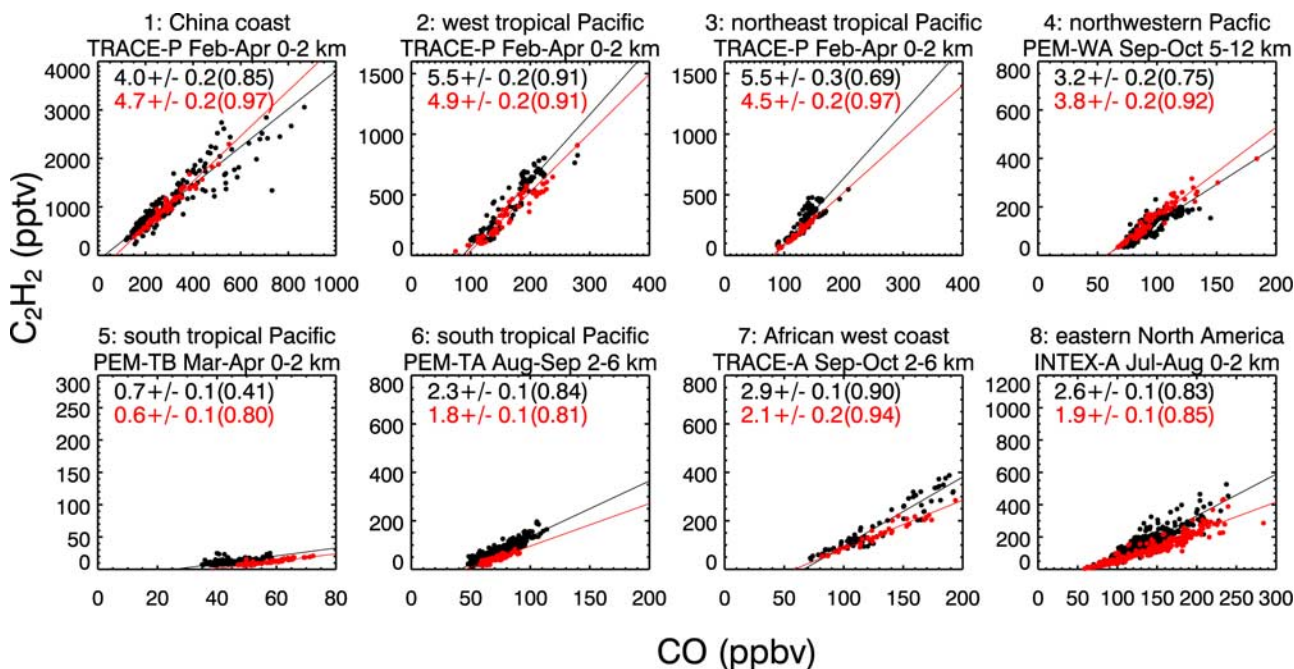 1: China coast
TRACE-P Feb-Apr 0-2 km
4.0+/- 0.2(0.85)
4.7+/- 0.2(0.97)
4000
3000
2000
1000
0
0 200 400 600 800 1000
2: west tropical Pacific
TRACE-P Feb-Apr 0-2 km
5.5+/- 0.2(0.91)
4.9+/- 0.2(0.91)
1500
1000
500
0
0 100 200 300 400
3: northeast tropical Pacific
TRACE-P Feb-Apr 0-2 km
5.5+/- 0.3(0.69)
4.5+/- 0.2(0.97)
1500
1000
500
0
0 100 200 300 400
4: northwestern Pacfic
PEM-WA Sep-Oct 5-12 km
3.2+/- 0.2(0.75)
3.8+/- 0.2(0.92)
800
600
400
200
0
0 50 100 150 200
C₂H₂ (pptv)
5: south tropical Pacific
PEM-TB Mar-Apr 0-2 km
0.7+/- 0.1(0.41)
0.6+/- 0.1(0.80)
300
250
200
150
100
50
0
0 20 40 60 80
6: south tropical Pacific
PEM-TA Aug-Sep 2-6 km
2.3+/- 0.1(0.84)
1.8+/- 0.1(0.81)
800
600
400
200
0
0 50 100 150 200
7: African west coast
TRACE-A Sep-Oct 2-6 km
2.9+/- 0.1(0.90)
2.1+/- 0.2(0.94)
800
600
400
200
0
0 50 100 150 200
8: eastern North America
INTEX-A Jul-Aug 0-2 km
2.6+/- 0.1(0.83)
1.9+/- 0.1(0.85)
1200
1000
800
600
400
200
0
0 50 100 150 200 250 300
CO (ppbv)